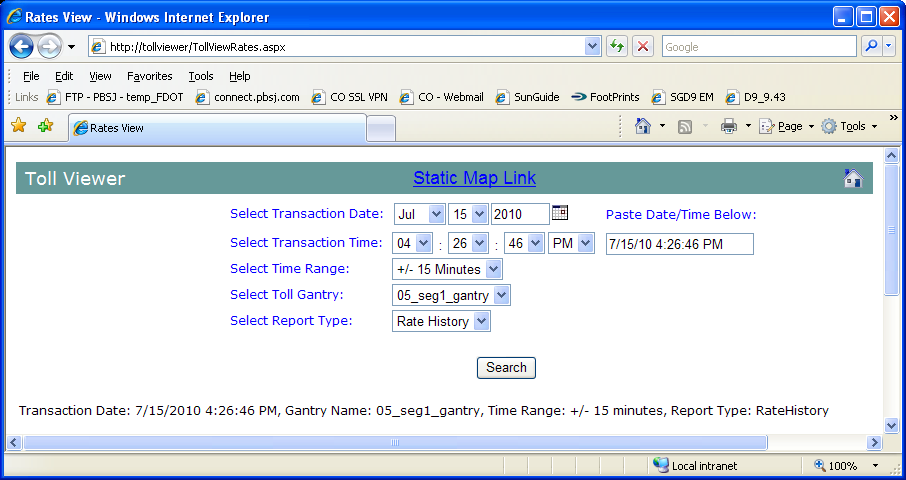 Rates View - Windows Internet Explorer
http://tollviewer/TollViewRates.aspx
Google
File Edit View Favorites Tools Help
Links FTP - PBSJ - temp_FDOT connect.pbsj.com CO SSL VPN CO - Webmail SunGuide FootPrints SGD9 EM D9_9.43
Rates View Page Tools
Toll Viewer Static Map Link
Select Transaction Date: Jul 15 2010 Paste Date/Time Below:
Select Transaction Time: 04 : 26 : 46 PM 7/15/10 4:26:46 PM
Select Time Range: +/- 15 Minutes
Select Toll Gantry: 05_seg1_gantry
Select Report Type: Rate History
Search
Transaction Date: 7/15/2010 4:26:46 PM, Gantry Name: 05_seg1_gantry, Time Range: +/- 15 minutes, Report Type: RateHistory
Local intranet 100%